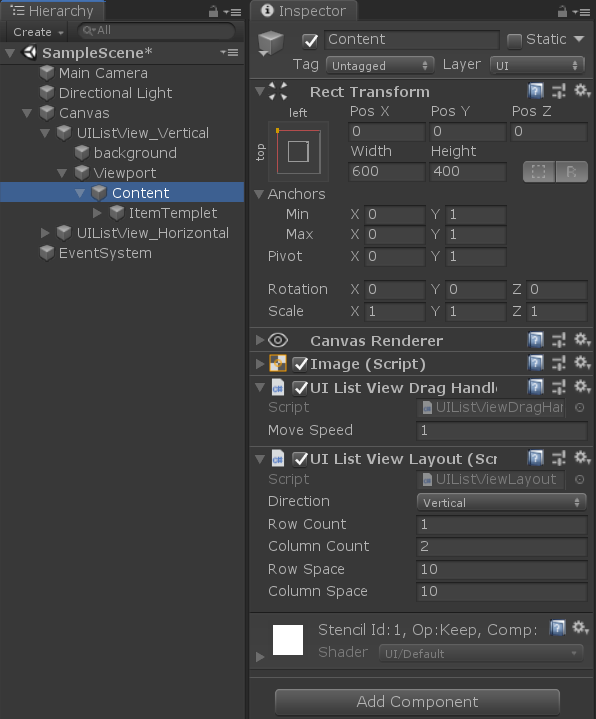 Hierarchy
Create
All
SampleScene*
Main Camera
Directional Light
Canvas
UIListView_Vertical
background
Viewport
Content
ItemTemplet
UIListView_Horizontal
EventSystem
Inspector
Content
Static
Tag Untagged Layer UI
Rect Transform
left
top
Pos X Pos Y Pos Z
0 0 0
Width Height
600 400
R
Anchors
Min X 0 Y 1
Max X 0 Y 1
Pivot X 0 Y 1
Rotation X 0 Y 0 Z 0
Scale X 1 Y 1 Z 1
Canvas Renderer
Image (Script)
UI List View Drag Handl
Script UIListViewDragHan
Move Speed 1
UI List View Layout (Scr
Script UIListViewLayout
Direction Vertical
Row Count 1
Column Count 2
Row Space 10
Column Space 10
Stencil Id:1, Op:Keep, Comp:
Shader UI/Default
Add Component